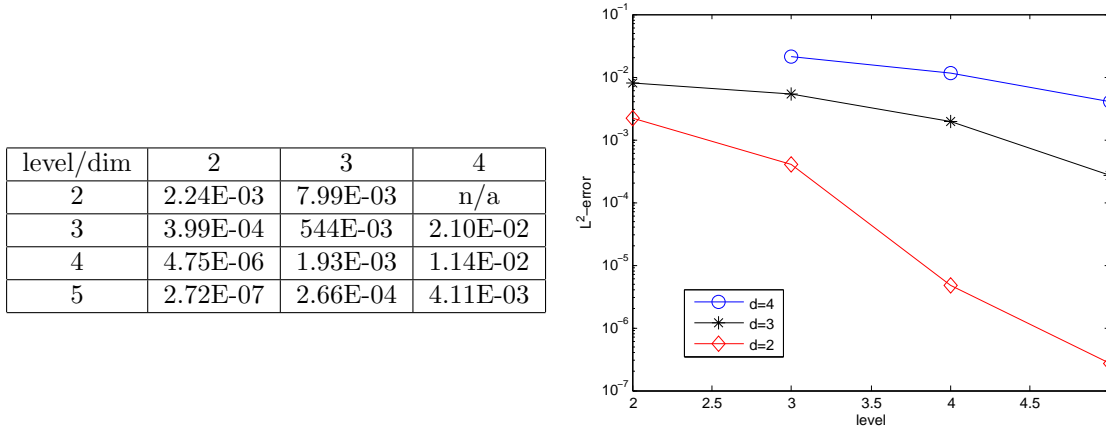 level/dim 2 3 4
2 2.24E-03 7.99E-03 n/a
3 3.99E-04 544E-03 2.10E-02
4 4.75E-06 1.93E-03 1.14E-02
5 2.72E-07 2.66E-04 4.11E-03
10⁻¹
10⁻²
10⁻³
10⁻⁴
10⁻⁵
10⁻⁶
10⁻⁷
L²−error
d=4
d=3
d=2
2 2.5 3 3.5 4 4.5 5
level